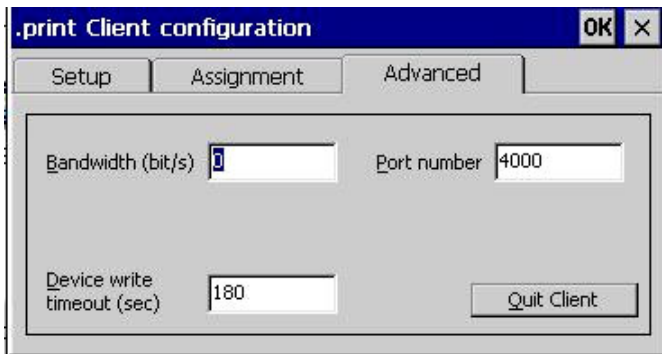 .print Client configuration OK ×
Setup Assignment Advanced
Bandwidth (bit/s) 0 Port number 4000
Device write
timeout (sec) 180 Quit Client